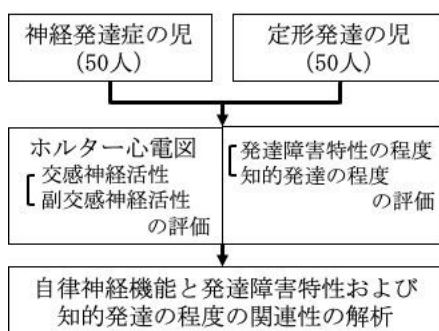 神経発達症の児
(50人)
定形発達の児
(50人)
ホルター心電図
交感神経活性
副交感神経活性
の評価
発達障害特性の程度
知的発達の程度
の評価
自律神経機能と発達障害特性および
知的発達の程度の関連性の解析